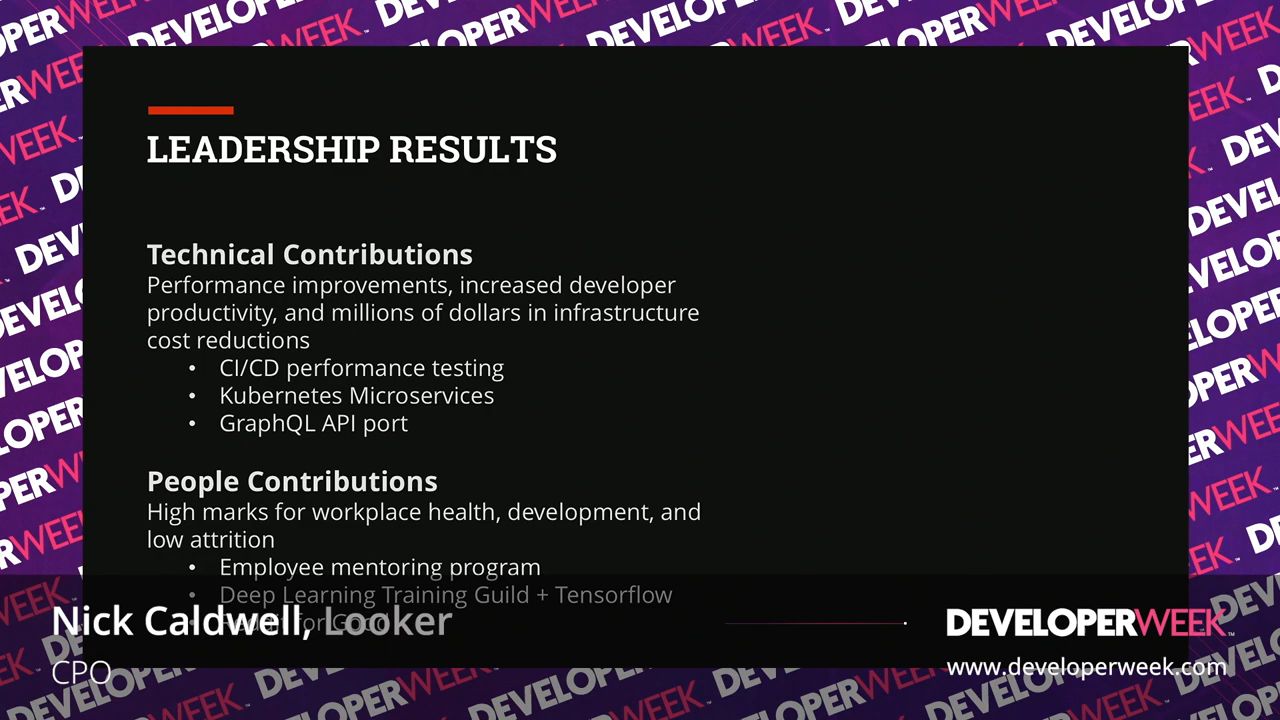 LEADERSHIP RESULTS
Technical Contributions
Performance improvements, increased developer
productivity, and millions of dollars in infrastructure
cost reductions
• CI/CD performance testing
• Kubernetes Microservices
• GraphQL API port
People Contributions
High marks for workplace health, development, and
low attrition
• Employee mentoring program
• Deep Learning Training Guild + Tensorflow
Nick Caldwell, Looker
CPO
DEVELOPERWEEK™
www.developerweek.com